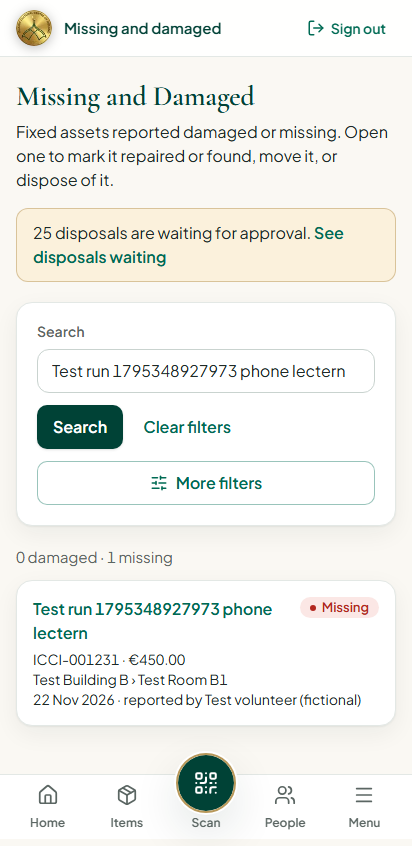 Missing and damaged
Sign out
Missing and Damaged
Fixed assets reported damaged or missing. Open
one to mark it repaired or found, move it, or
dispose of it.
25 disposals are waiting for approval. See
disposals waiting
Search
Test run 1795348927973 phone lectern
Search
Clear filters
More filters
0 damaged · 1 missing
Test run 1795348927973 phone
lectern
Missing
ICCI-001231 · €450.00
Test Building B › Test Room B1
22 Nov 2026 · reported by Test volunteer (fictional)
Home
Items
Scan
People
Menu